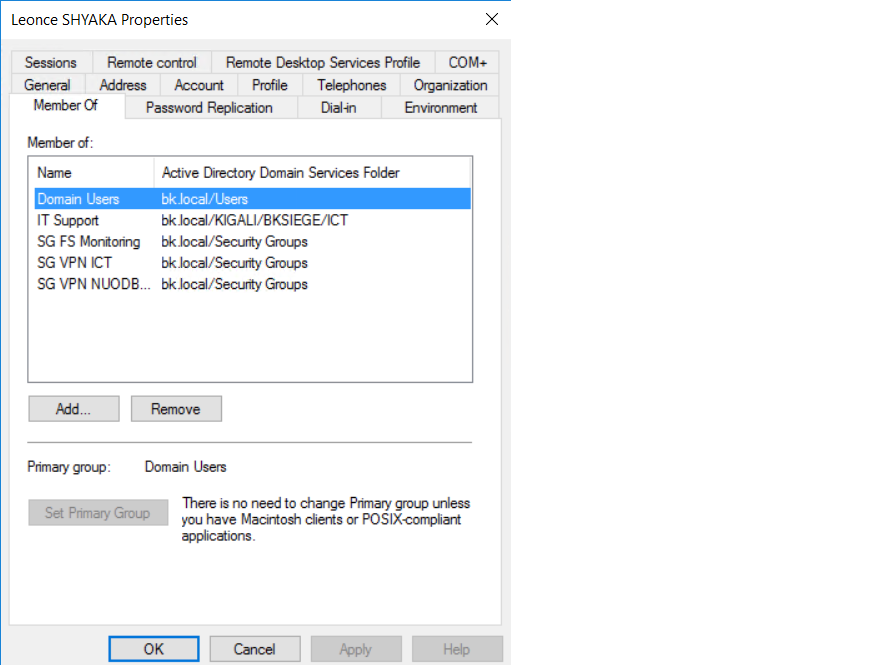 Leonce SHYAKA Properties
Sessions Remote control Remote Desktop Services Profile COM+
General Address Account Profile Telephones Organization
Member Of Password Replication Dial-in Environment
Member of:
Name Active Directory Domain Services Folder
Domain Users bk.local/Users
IT Support bk.local/KIGALI/BKSIEGE/ICT
SG FS Monitoring bk.local/Security Groups
SG VPN ICT bk.local/Security Groups
SG VPN NUODB... bk.local/Security Groups
Add... Remove
Primary group: Domain Users
Set Primary Group
There is no need to change Primary group unless
you have Macintosh clients or POSIX-compliant
applications.
OK Cancel Apply Help